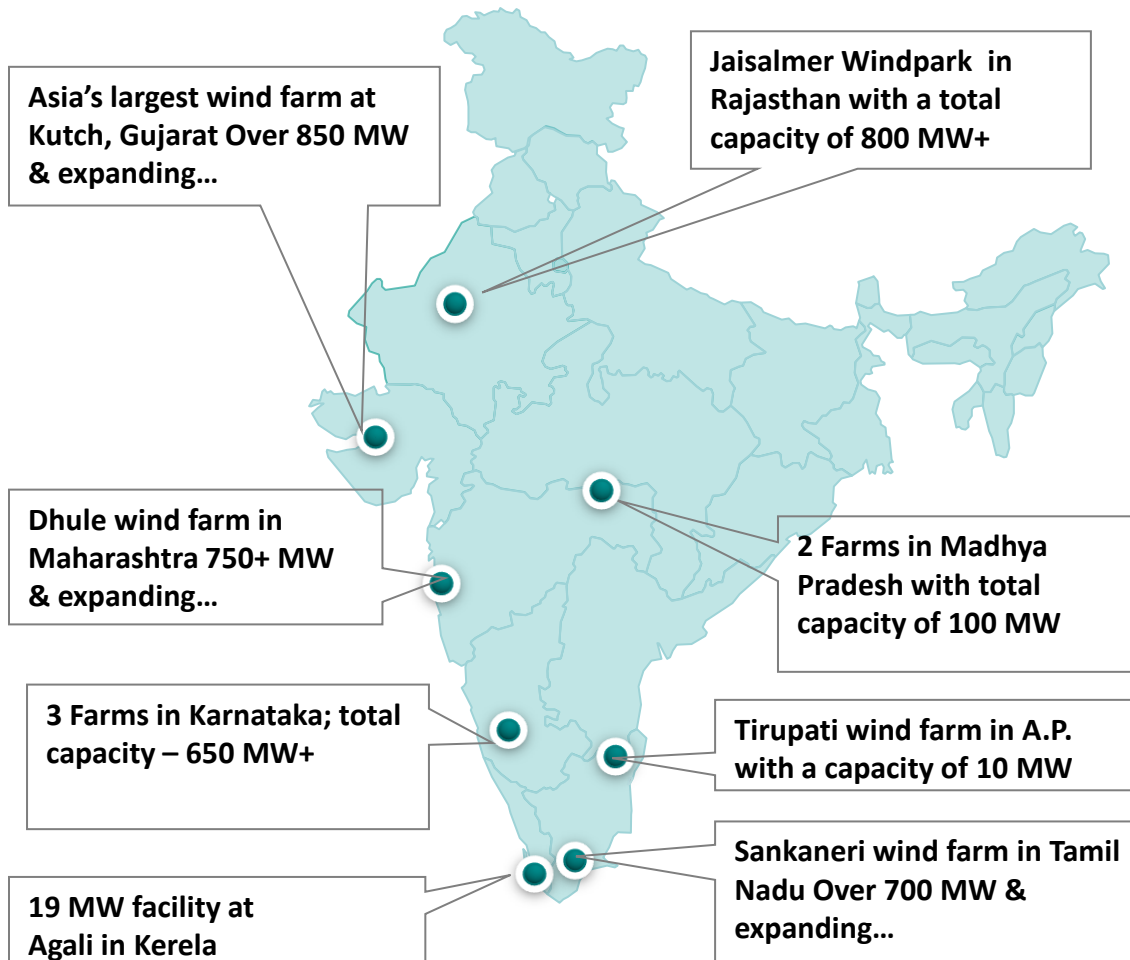 Asia’s largest wind farm at
Kutch, Gujarat Over 850 MW
& expanding…
Jaisalmer Windpark in
Rajasthan with a total
capacity of 800 MW+
Dhule wind farm in
Maharashtra 750+ MW
& expanding…
2 Farms in Madhya
Pradesh with total
capacity of 100 MW
3 Farms in Karnataka; total
capacity – 650 MW+
Tirupati wind farm in A.P.
with a capacity of 10 MW
Sankaneri wind farm in Tamil
Nadu Over 700 MW &
expanding…
19 MW facility at
Agali in Kerela